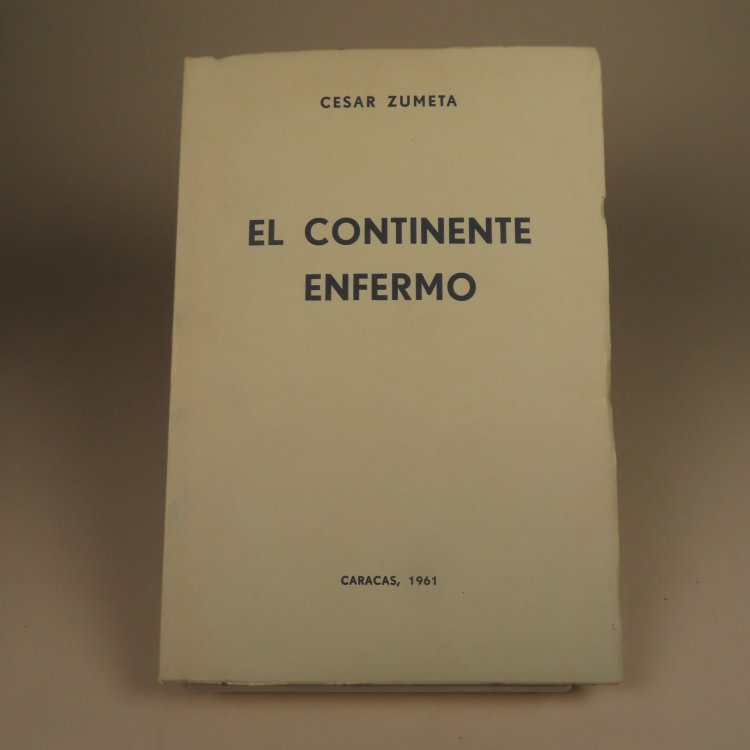 CESAR ZUMETA
EL CONTINENTE
ENFERMO
CARACAS, 1961